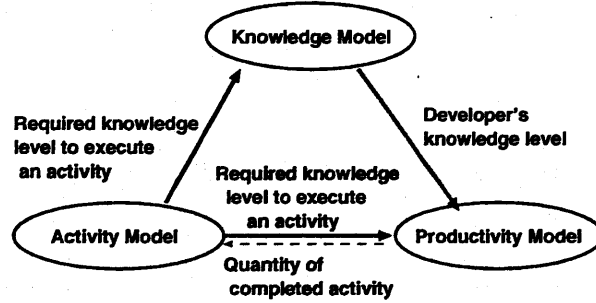 Knowledge Model
Required knowledge
level to execute
an activity
Developer's
knowledge level
Required knowledge
level to execute
an activity
Activity Model
Productivity Model
Quantity of
completed activity